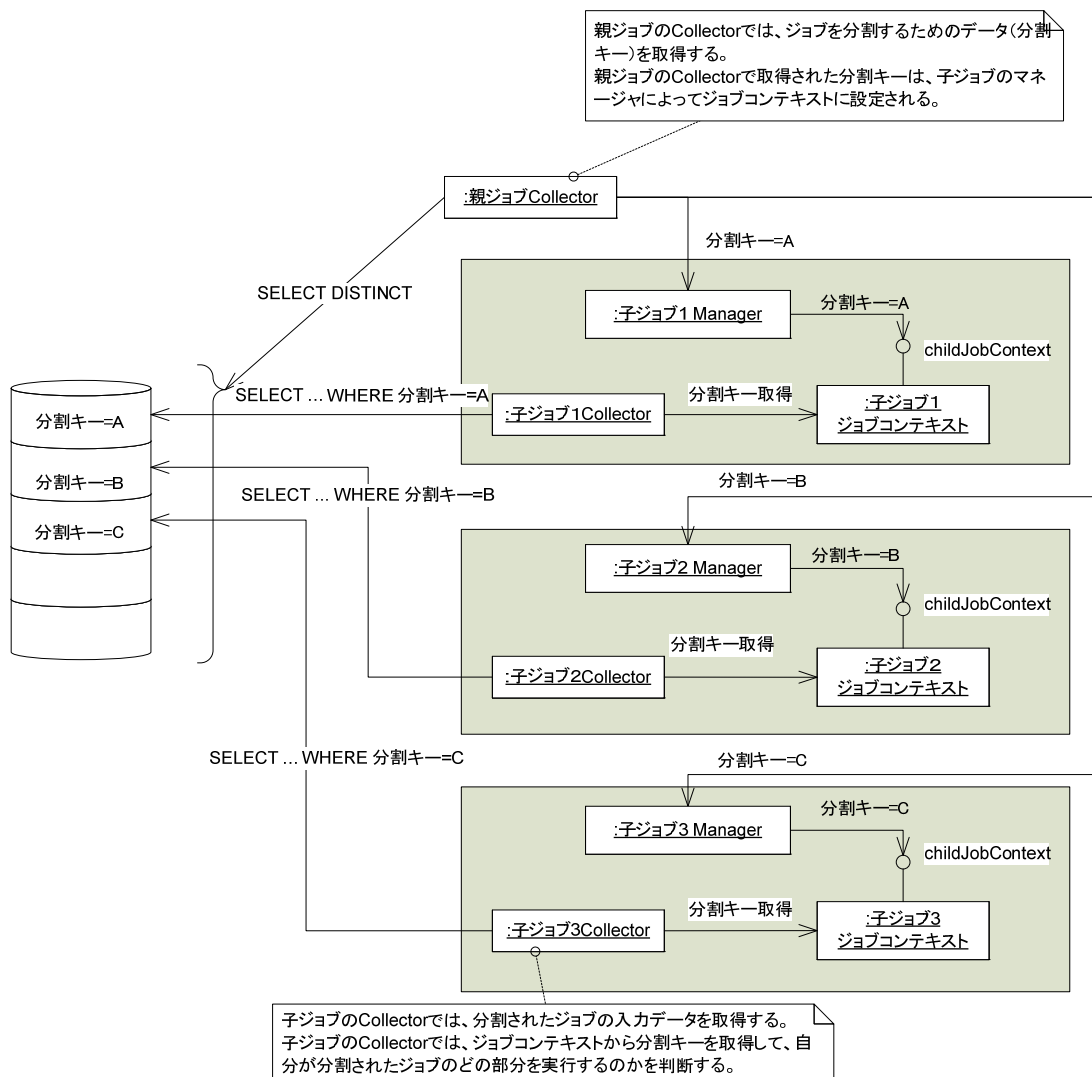 親ジョブのCollectorでは、ジョブを分割するためのデータ(分割
キー)を取得する。
親ジョブのCollectorで取得された分割キーは、子ジョブのマネ
ージャによってジョブコンテキストに設定される。
:親ジョブCollector
分割キー=A
SELECT DISTINCT
:子ジョブ1 Manager
分割キー=A
childJobContext
SELECT ... WHERE 分割キー=A
分割キー取得
:子ジョブ1Collector
:子ジョブ1
ジョブコンテキスト
分割キー=A
分割キー=B
分割キー=C
SELECT ... WHERE 分割キー=B
分割キー=B
:子ジョブ2 Manager
分割キー=B
childJobContext
分割キー取得
:子ジョブ2Collector
:子ジョブ2
ジョブコンテキスト
SELECT ... WHERE 分割キー=C
分割キー=C
:子ジョブ3 Manager
分割キー=C
childJobContext
分割キー取得
:子ジョブ3Collector
:子ジョブ3
ジョブコンテキスト
子ジョブのCollectorでは、分割されたジョブの入力データを取得する。
子ジョブのCollectorでは、ジョブコンテキストから分割キーを取得して、自
分が分割されたジョブのどの部分を実行するのかを判断する。